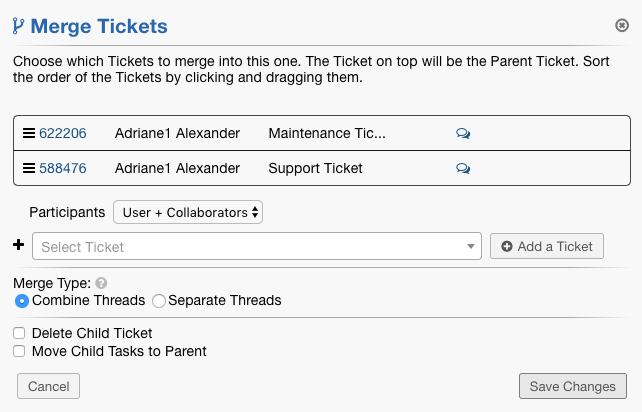 Merge Tickets
Choose which Tickets to merge into this one. The Ticket on top will be the Parent Ticket. Sort
the order of the Tickets by clicking and dragging them.
622206 Adriane1 Alexander Maintenance Tic...
588476 Adriane1 Alexander Support Ticket
Participants User + Collaborators
Select Ticket Add a Ticket
Merge Type:
Combine Threads Separate Threads
Delete Child Ticket
Move Child Tasks to Parent
Cancel Save Changes